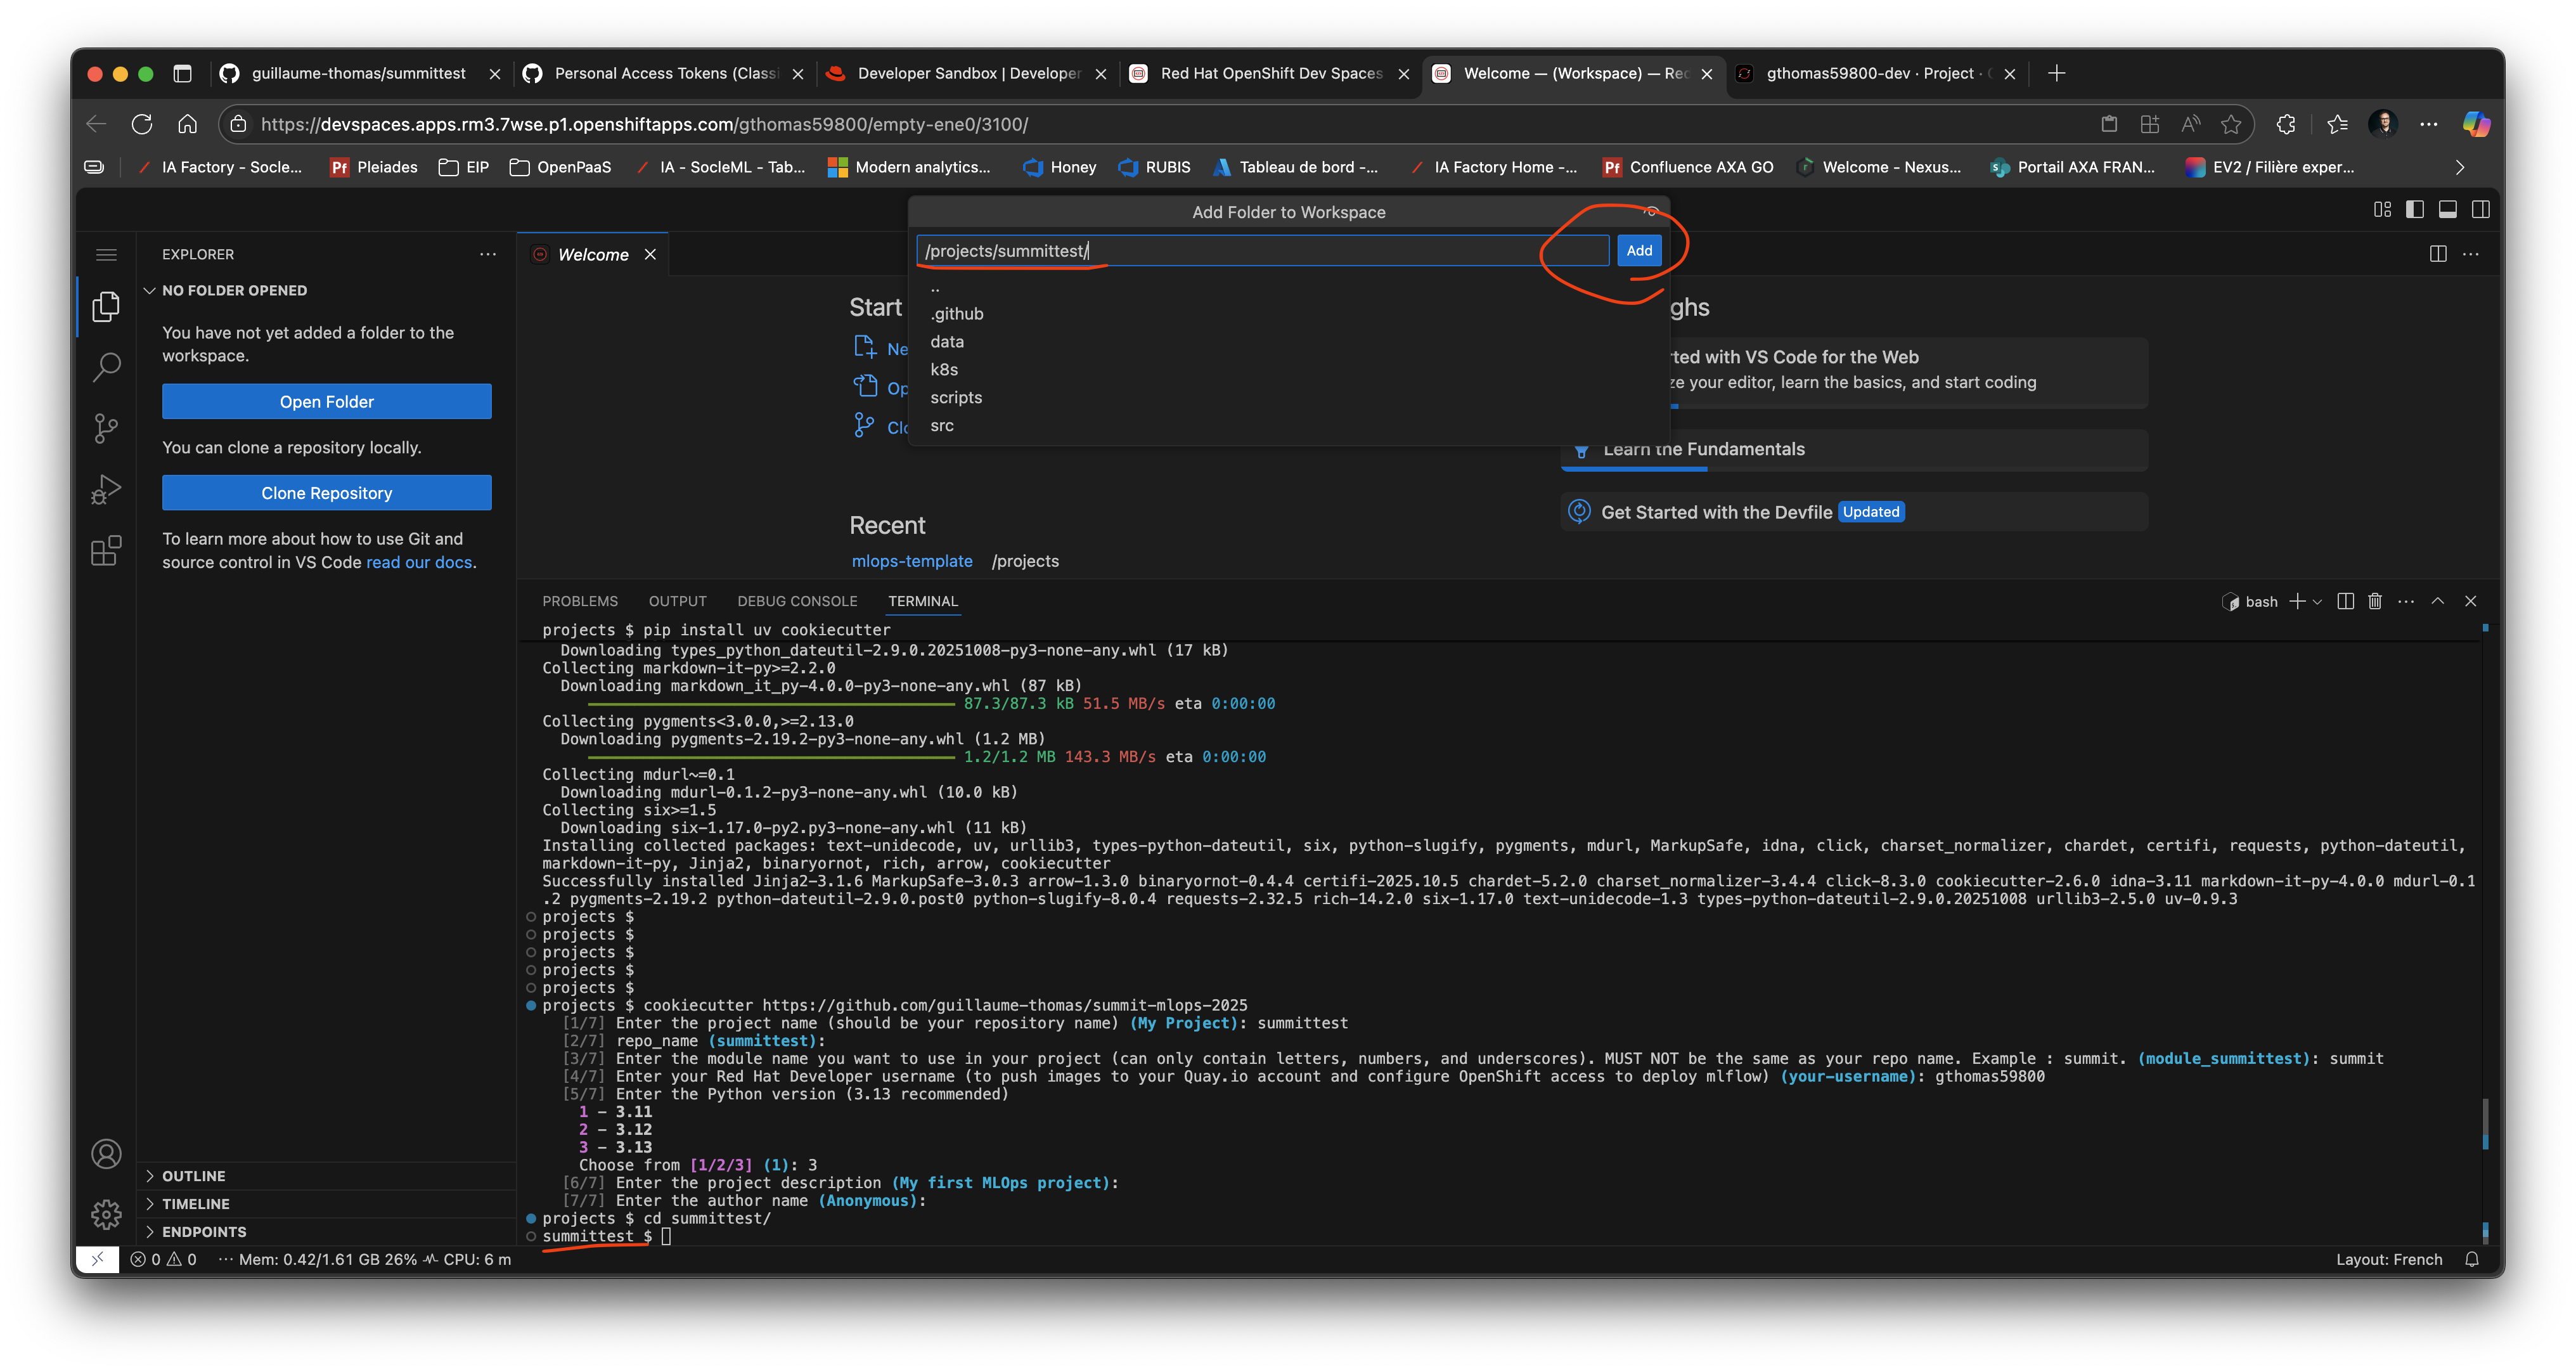 guillaume-thomas/summittest
Personal Access Tokens (Classi
Developer Sandbox | Developer
Red Hat OpenShift Dev Spaces
Welcome — (Workspace) — Rec
gthomas59800-dev · Project ·
https://devspaces.apps.rm3.7wse.p1.openshiftapps.com/gthomas59800/empty-ene0/3100/
IA Factory - Socle...
Pf Pleiades
EIP
OpenPaaS
IA - SocleML - Tab...
Modern analytics...
Honey
RUBIS
Tableau de bord -...
IA Factory Home -...
Pf Confluence AXA GO
Welcome - Nexus...
Portail AXA FRAN...
EV2 / Filière exper...
Add Folder to Workspace
/projects/summittest/
Add
..
.github
data
k8s
scripts
src
EXPLORER
NO FOLDER OPENED
You have not yet added a folder to the
workspace.
Open Folder
You can clone a repository locally.
Clone Repository
To learn more about how to use Git and
source control in VS Code read our docs.
OUTLINE
TIMELINE
ENDPOINTS
Welcome
Start
Ne
Op
Clo
Recent
mlops-template /projects
ghs
rted with VS Code for the Web
ze your editor, learn the basics, and start coding
Learn the Fundamentals
Get Started with the Devfile Updated
PROBLEMS OUTPUT DEBUG CONSOLE TERMINAL
bash
projects $ pip install uv cookiecutter
Downloading types_python_dateutil-2.9.0.20251008-py3-none-any.whl (17 kB)
Collecting markdown-it-py>=2.2.0
Downloading markdown_it_py-4.0.0-py3-none-any.whl (87 kB)
87.3/87.3 kB 51.5 MB/s eta 0:00:00
Collecting pygments<3.0.0,>=2.13.0
Downloading pygments-2.19.2-py3-none-any.whl (1.2 MB)
1.2/1.2 MB 143.3 MB/s eta 0:00:00
Collecting mdurl~=0.1
Downloading mdurl-0.1.2-py3-none-any.whl (10.0 kB)
Collecting six>=1.5
Downloading six-1.17.0-py2.py3-none-any.whl (11 kB)
Installing collected packages: text-unidecode, uv, urllib3, types-python-dateutil, six, python-slugify, pygments, mdurl, MarkupSafe, idna, click, charset_normalizer, chardet, certifi, requests, python-dateutil,
markdown-it-py, Jinja2, binaryornot, rich, arrow, cookiecutter
Successfully installed Jinja2-3.1.6 MarkupSafe-3.0.3 arrow-1.3.0 binaryornot-0.4.4 certifi-2025.10.5 chardet-5.2.0 charset_normalizer-3.4.4 click-8.3.0 cookiecutter-2.6.0 idna-3.11 markdown-it-py-4.0.0 mdurl-0.1
.2 pygments-2.19.2 python-dateutil-2.9.0.post0 python-slugify-8.0.4 requests-2.32.5 rich-14.2.0 six-1.17.0 text-unidecode-1.3 types-python-dateutil-2.9.0.20251008 urllib3-2.5.0 uv-0.9.3
projects $
projects $
projects $
projects $
projects $
projects $ cookiecutter https://github.com/guillaume-thomas/summit-mlops-2025
[1/7] Enter the project name (should be your repository name) (My Project): summittest
[2/7] repo_name (summittest):
[3/7] Enter the module name you want to use in your project (can only contain letters, numbers, and underscores). MUST NOT be the same as your repo name. Example : summit. (module_summittest): summit
[4/7] Enter your Red Hat Developer username (to push images to your Quay.io account and configure OpenShift access to deploy mlflow) (your-username): gthomas59800
[5/7] Enter the Python version (3.13 recommended)
1 - 3.11
2 - 3.12
3 - 3.13
Choose from [1/2/3] (1): 3
[6/7] Enter the project description (My first MLOps project):
[7/7] Enter the author name (Anonymous):
projects $ cd summittest/
summittest $
0 0 ··· Mem: 0.42/1.61 GB 26% CPU: 6 m
Layout: French